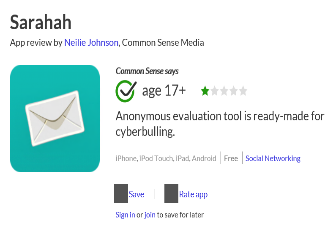 Sarahah
App review by Neilie Johnson, Common Sense Media
Common Sense says
age 17+
Anonymous evaluation tool is ready-made for
cyberbulling.
iPhone, iPod Touch, iPad, Android Free Social Networking
Save Rate app
Sign in or join to save for later